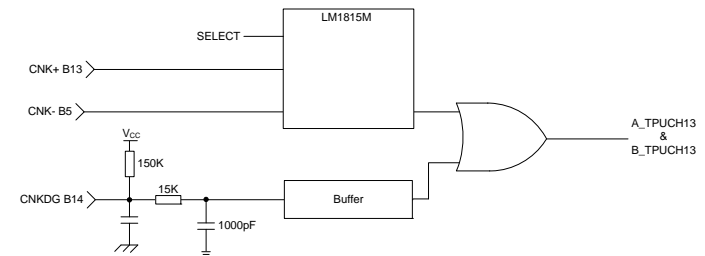 LM1815M
SELECT
CNK+ B13
CNK- B5
A_TPUCH13
&
B_TPUCH13
VCC
150K
15K
CNKDG B14
Buffer
1000pF